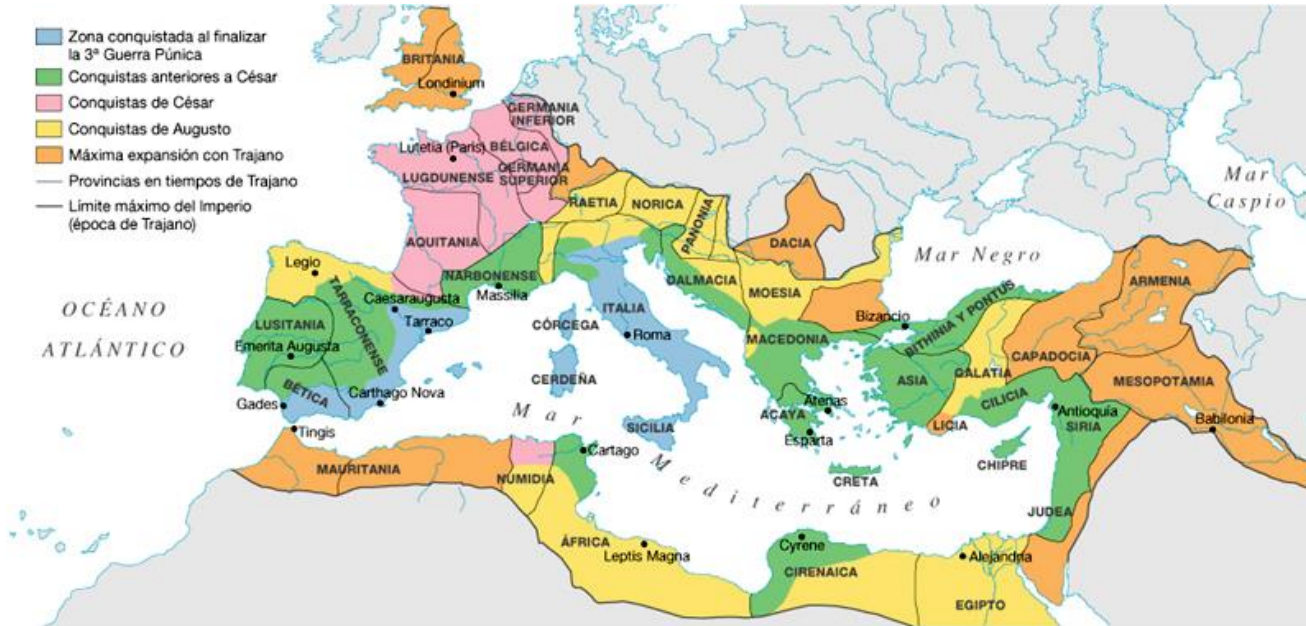 Zona conquistada al finalizar
la 3ª Guerra Púnica
Conquistas anteriores a César
Conquistas de César
Conquistas de Augusto
Máxima expansión con Trajano
Provincias en tiempos de Trajano
Límite máximo del Imperio
(época de Trajano)
BRITANIA
Londinium
GERMANIA
INFERIOR
Lutetia (Paris)
BÉLGICA
LUGDUNENSE
GERMANIA
SUPERIOR
AQUITANIA
NARBONENSE
Massilia
RAETIA
NORICA
PANONIA
DACIA
DALMACIA
MOESIA
Mar Negro
Mar
Caspio
OCÉANO
ATLÁNTICO
Legio
TARRACONENSE
Caesaraugusta
Tarraco
LUSITANIA
Emerita Augusta
BÉTICA
Carthago Nova
Gades
Tingis
CÓRCEGA
CERDEÑA
ITALIA
Roma
SICILIA
MACEDONIA
Bizancio
BITHINIA Y PONTUS
ARMENIA
CAPADOCIA
GALATIA
ASIA
CILICIA
LICIA
MESOPOTAMIA
Babilonia
Antioquía
SIRIA
ACAYA
Atenas
Esparta
CRETA
CHIPRE
JUDEA
Mar
Mediterráneo
MAURITANIA
NUMIDIA
Cartago
ÁFRICA
Leptis Magna
Cyrene
CIRENAICA
Alejandria
EGIPTO